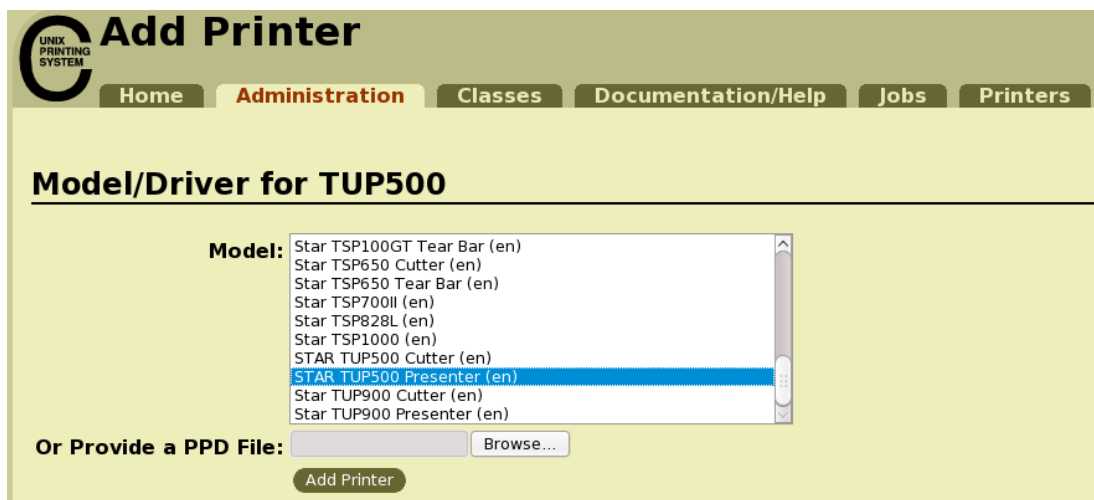 UNIX
PRINTING
SYSTEM
Add Printer
Home Administration Classes Documentation/Help Jobs Printers
Model/Driver for TUP500
Model: Star TSP100GT Tear Bar (en)
Star TSP650 Cutter (en)
Star TSP650 Tear Bar (en)
Star TSP700II (en)
Star TSP828L (en)
Star TSP1000 (en)
STAR TUP500 Cutter (en)
STAR TUP500 Presenter (en)
Star TUP900 Cutter (en)
Star TUP900 Presenter (en)
Or Provide a PPD File: Browse...
Add Printer